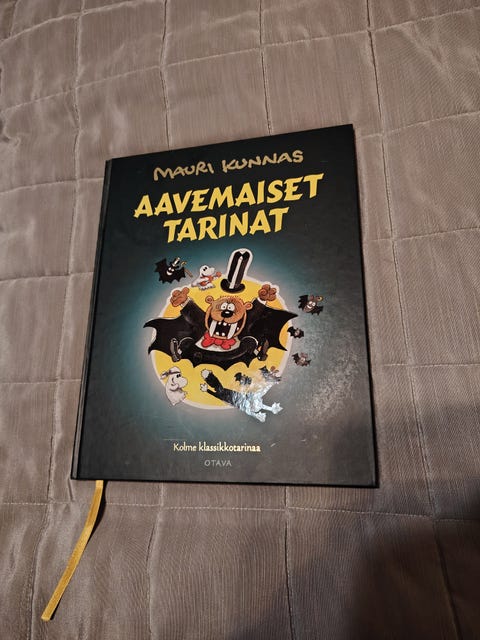 MAURI KUNNAS
AAVEMAISET
TARINAT
Kolme klassikkotarinaa
OTAVA